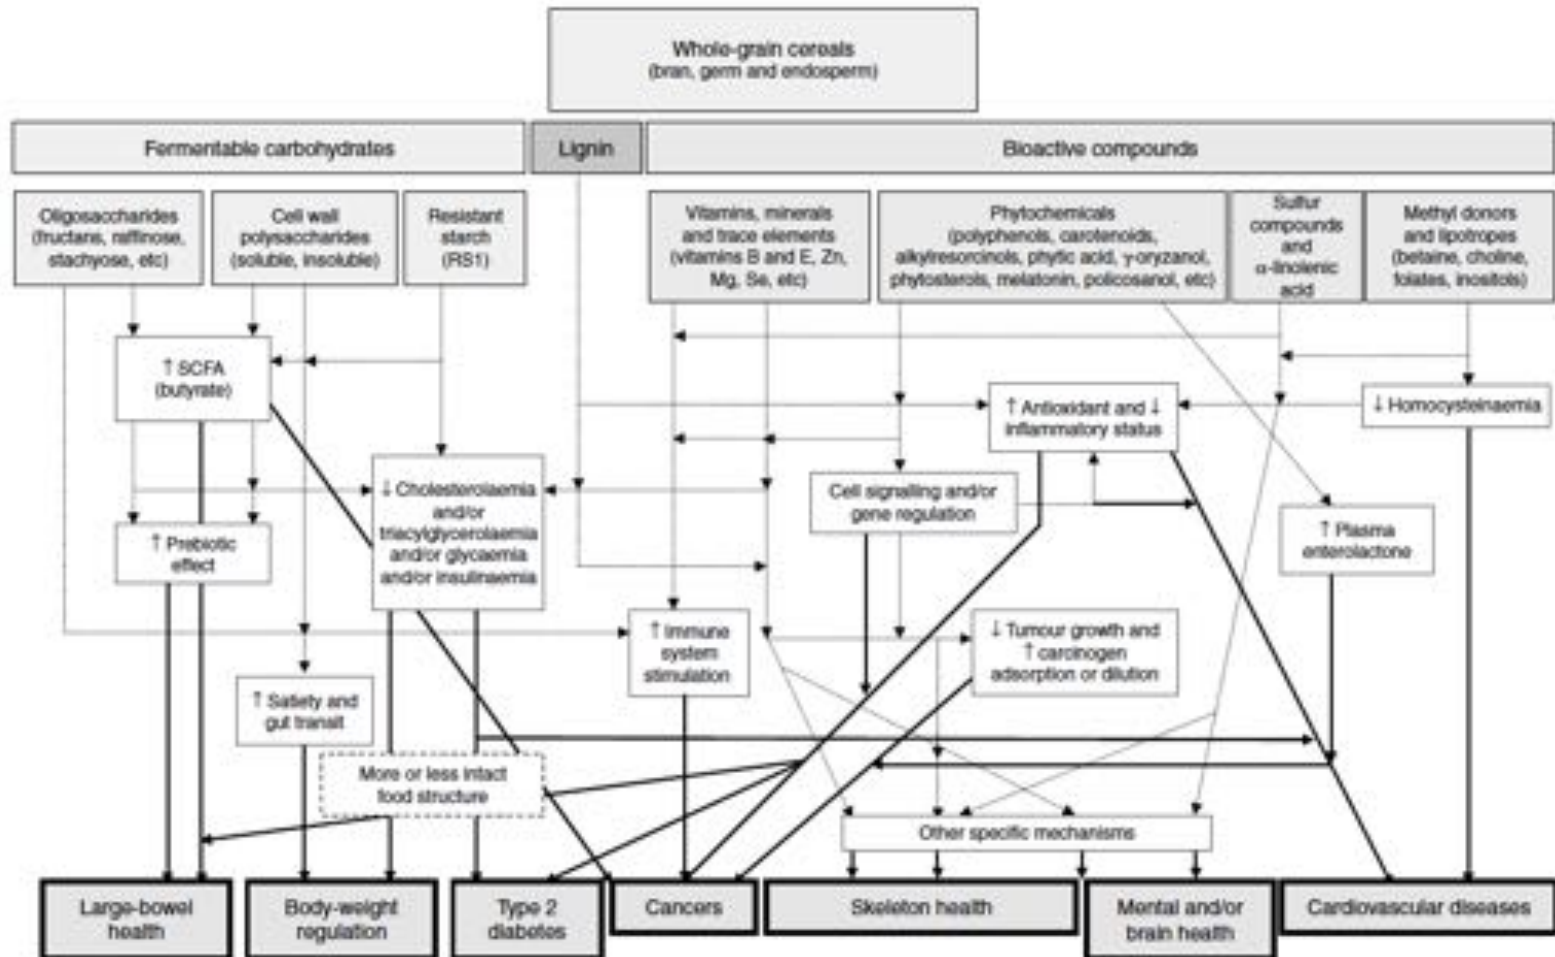 Whole-grain cereals
(bran, germ and endosperm)
Fermentable carbohydrates
Lignin
Bioactive compounds
Oligosaccharides
(fructans, raffinose,
stachyose, etc)
Cell wall
polysaccharides
(soluble, insoluble)
Resistant
starch
(RS1)
Vitamins, minerals
and trace elements
(vitamins B and E, Zn,
Mg, Se, etc)
Phytochemicals
(polyphenols, carotenoids,
alkylresorcinols, phytic acid, γ-oryzanol,
phytosterols, melatonin, policosanol, etc)
Sulfur
compounds
and
α-linolenic
acid
Methyl donors
and lipotropes
(betaine, choline,
folates, inositols)
↑ SCFA
(butyrate)
↑ Antioxidant and ↓
inflammatory status
↓ Homocysteinaemia
↓ Cholesterolaemia
and/or
triacylglycerolaemia
and/or glycaemia
and/or insulinaemia
Cell signalling and/or
gene regulation
↑ Prebiotic
effect
↑ Plasma
enterolactone
↑ Immune
system
stimulation
↓ Tumour growth and
↑ carcinogen
adsorption or dilution
↑ Satiety and
gut transit
More or less intact
food structure
Other specific mechanisms
Large-bowel
health
Body-weight
regulation
Type 2
diabetes
Cancers
Skeleton health
Mental and/or
brain health
Cardiovascular diseases